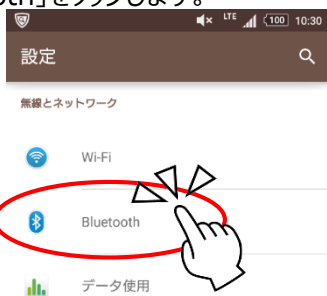 oth」をタップします。
LTE 100 10:30
設定
無線とネットワーク
Wi-Fi
Bluetooth
データ使用